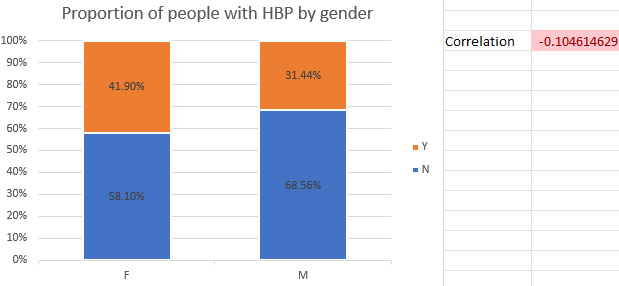 Proportion of people with HBP by gender
Correlation -0.104614629
100%
90%
80%
70%
60%
50%
40%
30%
20%
10%
0%
41.90%
31.44%
58.10%
68.56%
Y
N
F
M